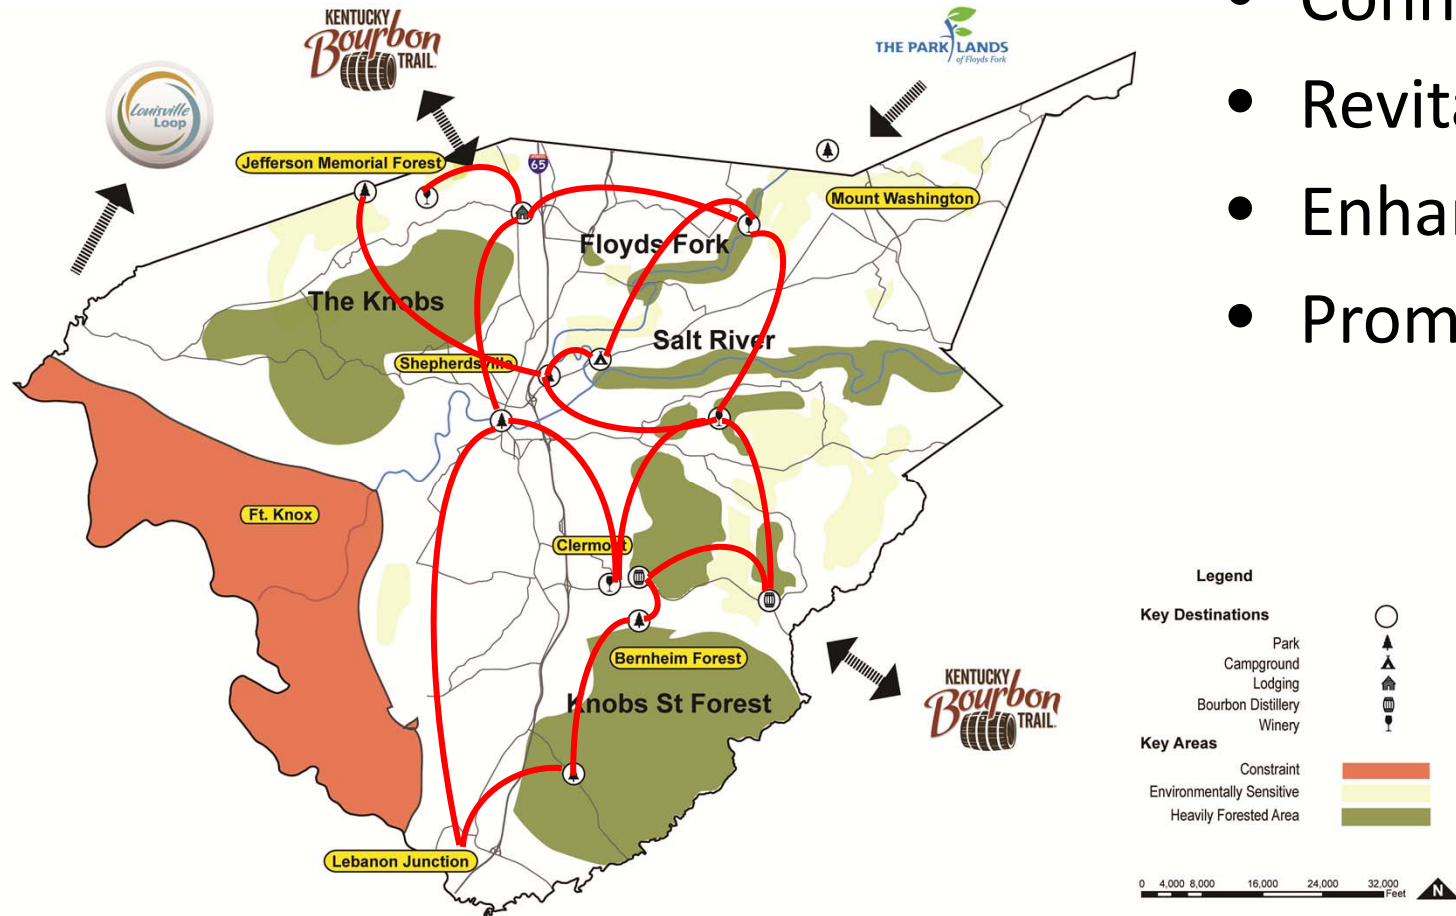 KENTUCKY
Bourbon
TRAIL
THE PARKLANDS
of Floyds Fork
Louisville
Loop
Jefferson Memorial Forest
65
Mount Washington
Floyds Fork
The Knobs
Salt River
Shepherdsville
Ft. Knox
Clermont
Bernheim Forest
Knobs St Forest
KENTUCKY
Bourbon
TRAIL
Lebanon Junction
• Revita
• Enhan
• Prom
Legend
Key Destinations
Park
Campground
Lodging
Bourbon Distillery
Winery
Key Areas
Constraint
Environmentally Sensitive
Heavily Forested Area
0 4,000 8,000 16,000 24,000 32,000
Feet
N